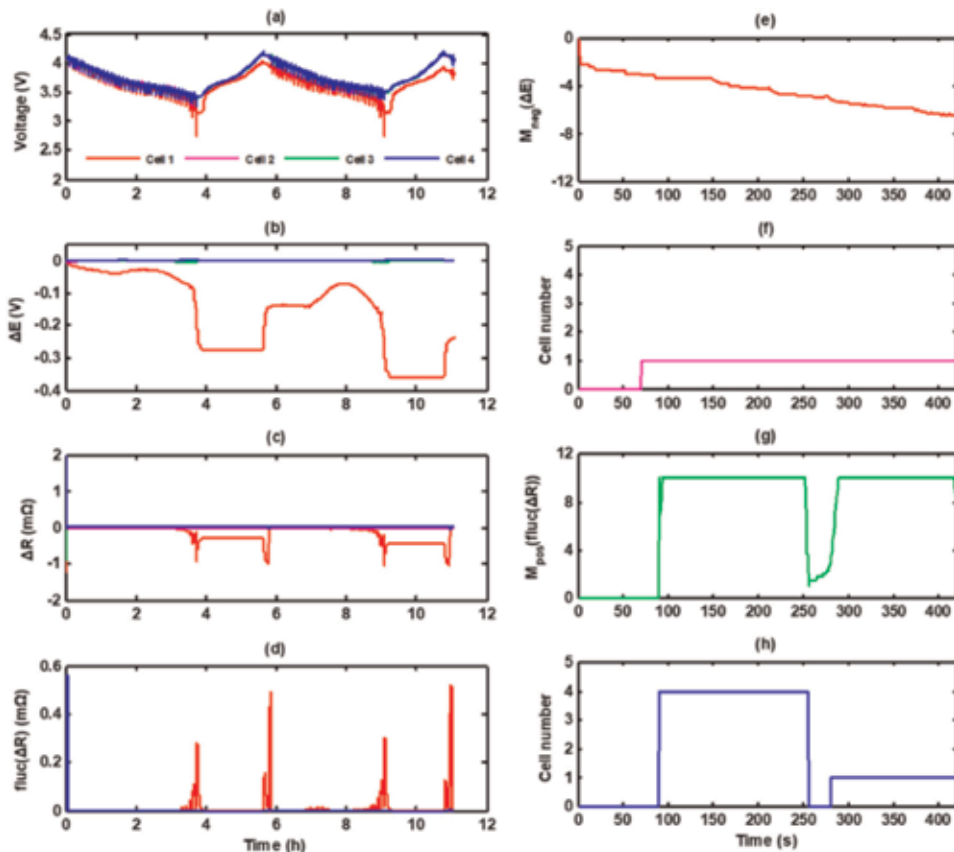 (a)
Voltage (V)
4.5
4
3.5
3
2.5
2
Cell 1 Cell 2 Cell 3 Cell 4
0 2 4 6 8 10 12
(b)
ΔE (V)
0
-0.1
-0.2
-0.3
-0.4
0 2 4 6 8 10 12
(c)
ΔR (mΩ)
2
1
0
-1
-2
0 2 4 6 8 10 12
(d)
fluc(ΔR) (mΩ)
0.6
0.4
0.2
0
0 2 4 6 8 10 12
Time (h)
(e)
Mneg(ΔE)
0
-4
-8
-12
0 50 100 150 200 250 300 350 400
(f)
Cell number
5
4
3
2
1
0
0 50 100 150 200 250 300 350 400
(g)
Mpos(fluc(ΔR))
12
8
4
0
0 50 100 150 200 250 300 350 400
(h)
Cell number
5
4
3
2
1
0
0 50 100 150 200 250 300 350 400
Time (s)